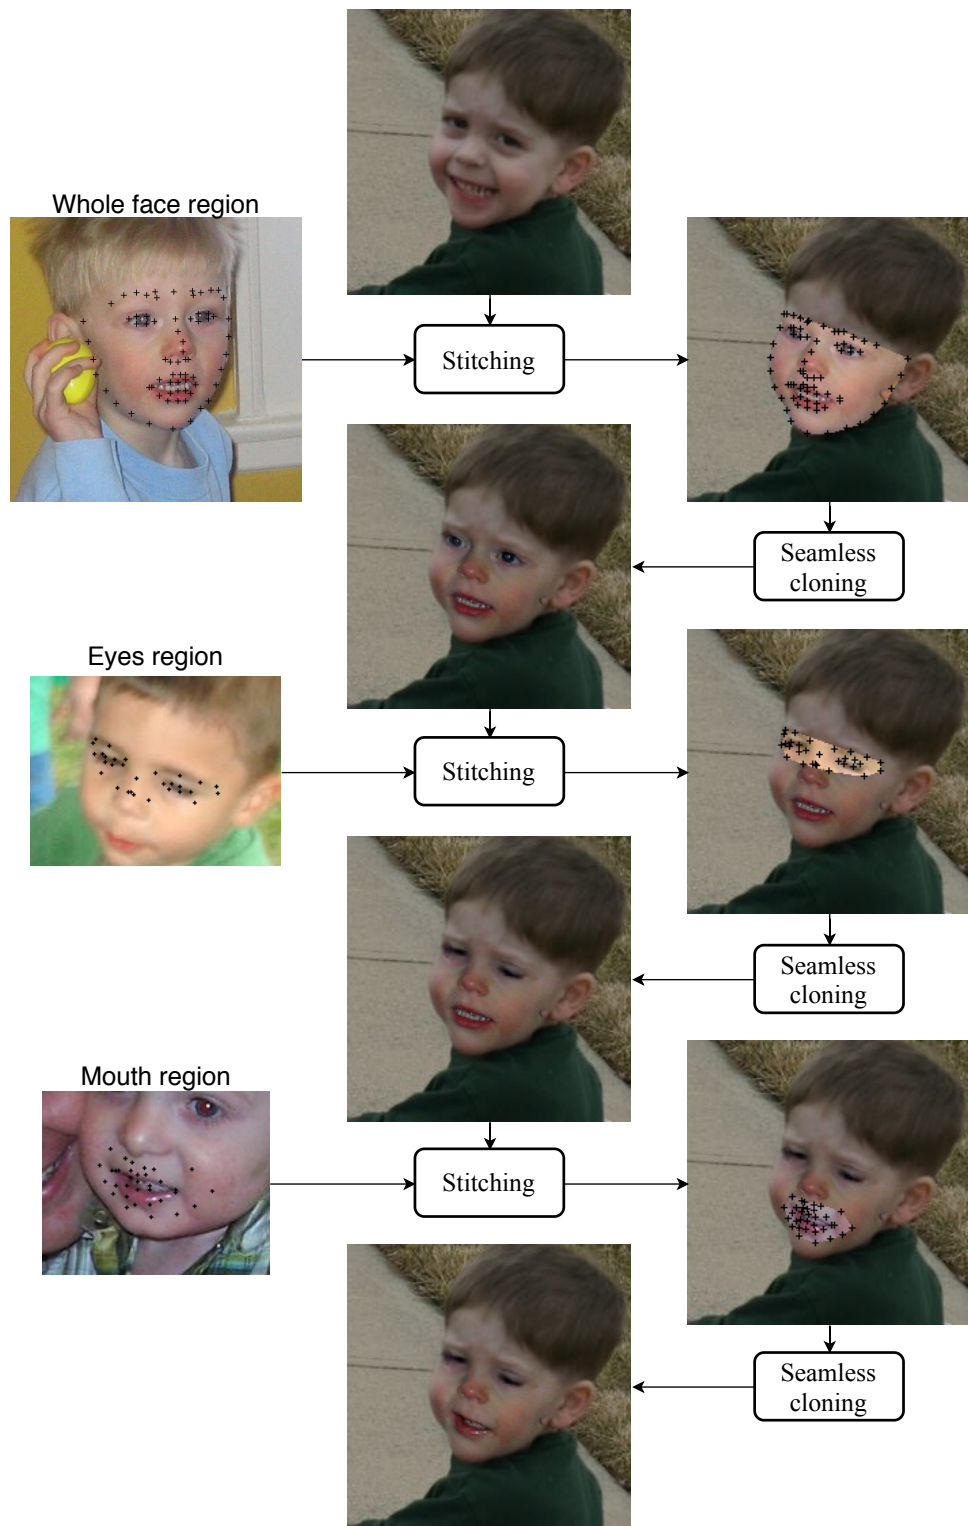 Whole face region
Stitching
Seamless
cloning
Eyes region
Stitching
Seamless
cloning
Mouth region
Stitching
Seamless
cloning